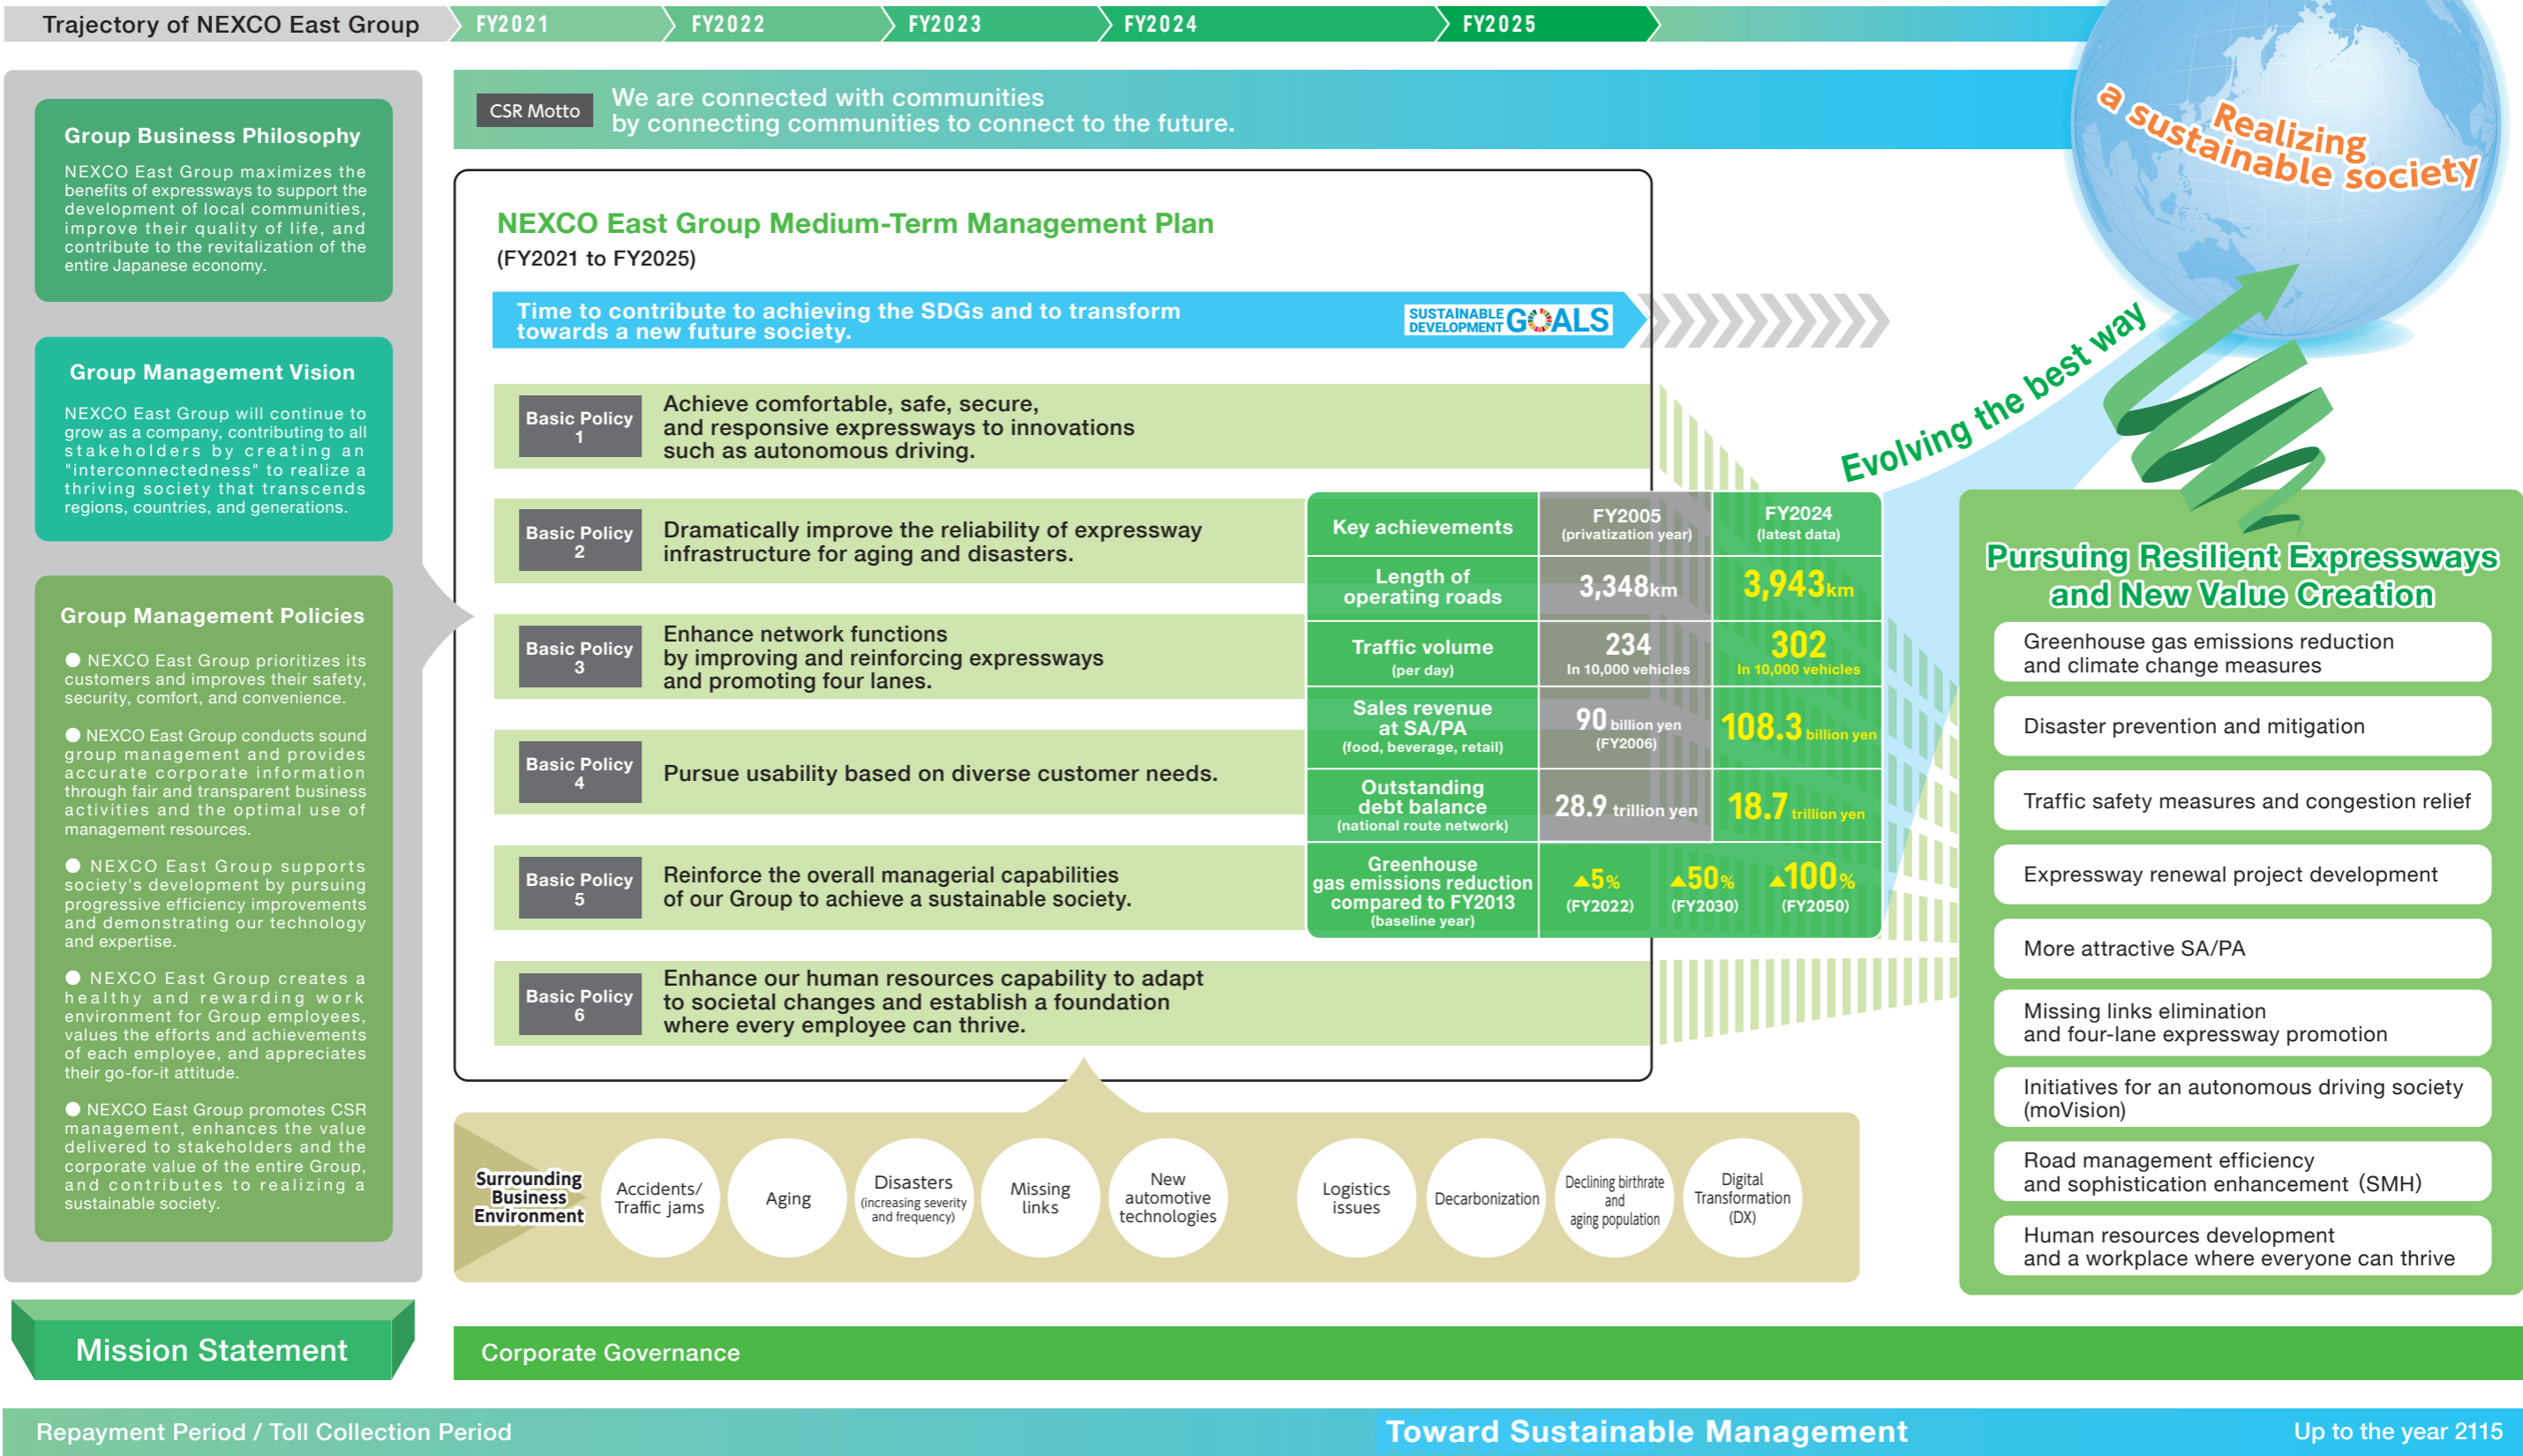 Trajectory of NEXCO East Group
FY2021
FY2022
FY2023
FY2024
FY2025
Group Business Philosophy
NEXCO East Group maximizes the
benefits of expressways to support the
development of local communities,
improve their quality of life, and
contribute to the revitalization of the
entire Japanese economy.
Group Management Vision
NEXCO East Group will continue to
grow as a company, contributing to all
stakeholders by creating an
"interconnectedness" to realize a
thriving society that transcends
regions, countries, and generations.
Group Management Policies
● NEXCO East Group prioritizes its
customers and improves their safety,
security, comfort, and convenience.
● NEXCO East Group conducts sound
group management and provides
accurate corporate information
through fair and transparent business
activities and the optimal use of
management resources.
● NEXCO East Group supports
society's development by pursuing
progressive efficiency improvements
and demonstrating our technology
and expertise.
● NEXCO East Group creates a
healthy and rewarding work
environment for Group employees,
values the efforts and achievements
of each employee, and appreciates
their go-for-it attitude.
● NEXCO East Group promotes CSR
management, enhances the value
delivered to stakeholders and the
corporate value of the entire Group,
and contributes to realizing a
sustainable society.
Mission Statement
CSR Motto
We are connected with communities
by connecting communities to connect to the future.
NEXCO East Group Medium-Term Management Plan
(FY2021 to FY2025)
Time to contribute to achieving the SDGs and to transform
towards a new future society.
SUSTAINABLE
DEVELOPMENT GOALS
Basic Policy
1
Achieve comfortable, safe, secure,
and responsive expressways to innovations
such as autonomous driving.
Basic Policy
2
Dramatically improve the reliability of expressway
infrastructure for aging and disasters.
Basic Policy
3
Enhance network functions
by improving and reinforcing expressways
and promoting four lanes.
Basic Policy
4
Pursue usability based on diverse customer needs.
Basic Policy
5
Reinforce the overall managerial capabilities
of our Group to achieve a sustainable society.
Basic Policy
6
Enhance our human resources capability to adapt
to societal changes and establish a foundation
where every employee can thrive.
Key achievements
FY2005
(privatization year)
FY2024
(latest data)
Length of
operating roads
3,348km
3,943km
Traffic volume
(per day)
234
In 10,000 vehicles
302
In 10,000 vehicles
Sales revenue
at SA/PA
(food, beverage, retail)
90 billion yen
(FY2006)
108.3 billion yen
Outstanding
debt balance
(national route network)
28.9 trillion yen
18.7 trillion yen
Greenhouse
gas emissions reduction
compared to FY2013
(baseline year)
▲5%
(FY2022)
▲50%
(FY2030)
▲100%
(FY2050)
Surrounding
Business
Environment
Accidents/
Traffic jams
Aging
Disasters
(increasing severity
and frequency)
Missing
links
New
automotive
technologies
Logistics
issues
Decarbonization
Declining birthrate
and
aging population
Digital
Transformation
(DX)
Realizing
a sustainable society
Evolving the best way
Pursuing Resilient Expressways
and New Value Creation
Greenhouse gas emissions reduction
and climate change measures
Disaster prevention and mitigation
Traffic safety measures and congestion relief
Expressway renewal project development
More attractive SA/PA
Missing links elimination
and four-lane expressway promotion
Initiatives for an autonomous driving society
(moVision)
Road management efficiency
and sophistication enhancement (SMH)
Human resources development
and a workplace where everyone can thrive
Corporate Governance
Repayment Period / Toll Collection Period
Toward Sustainable Management
Up to the year 2115